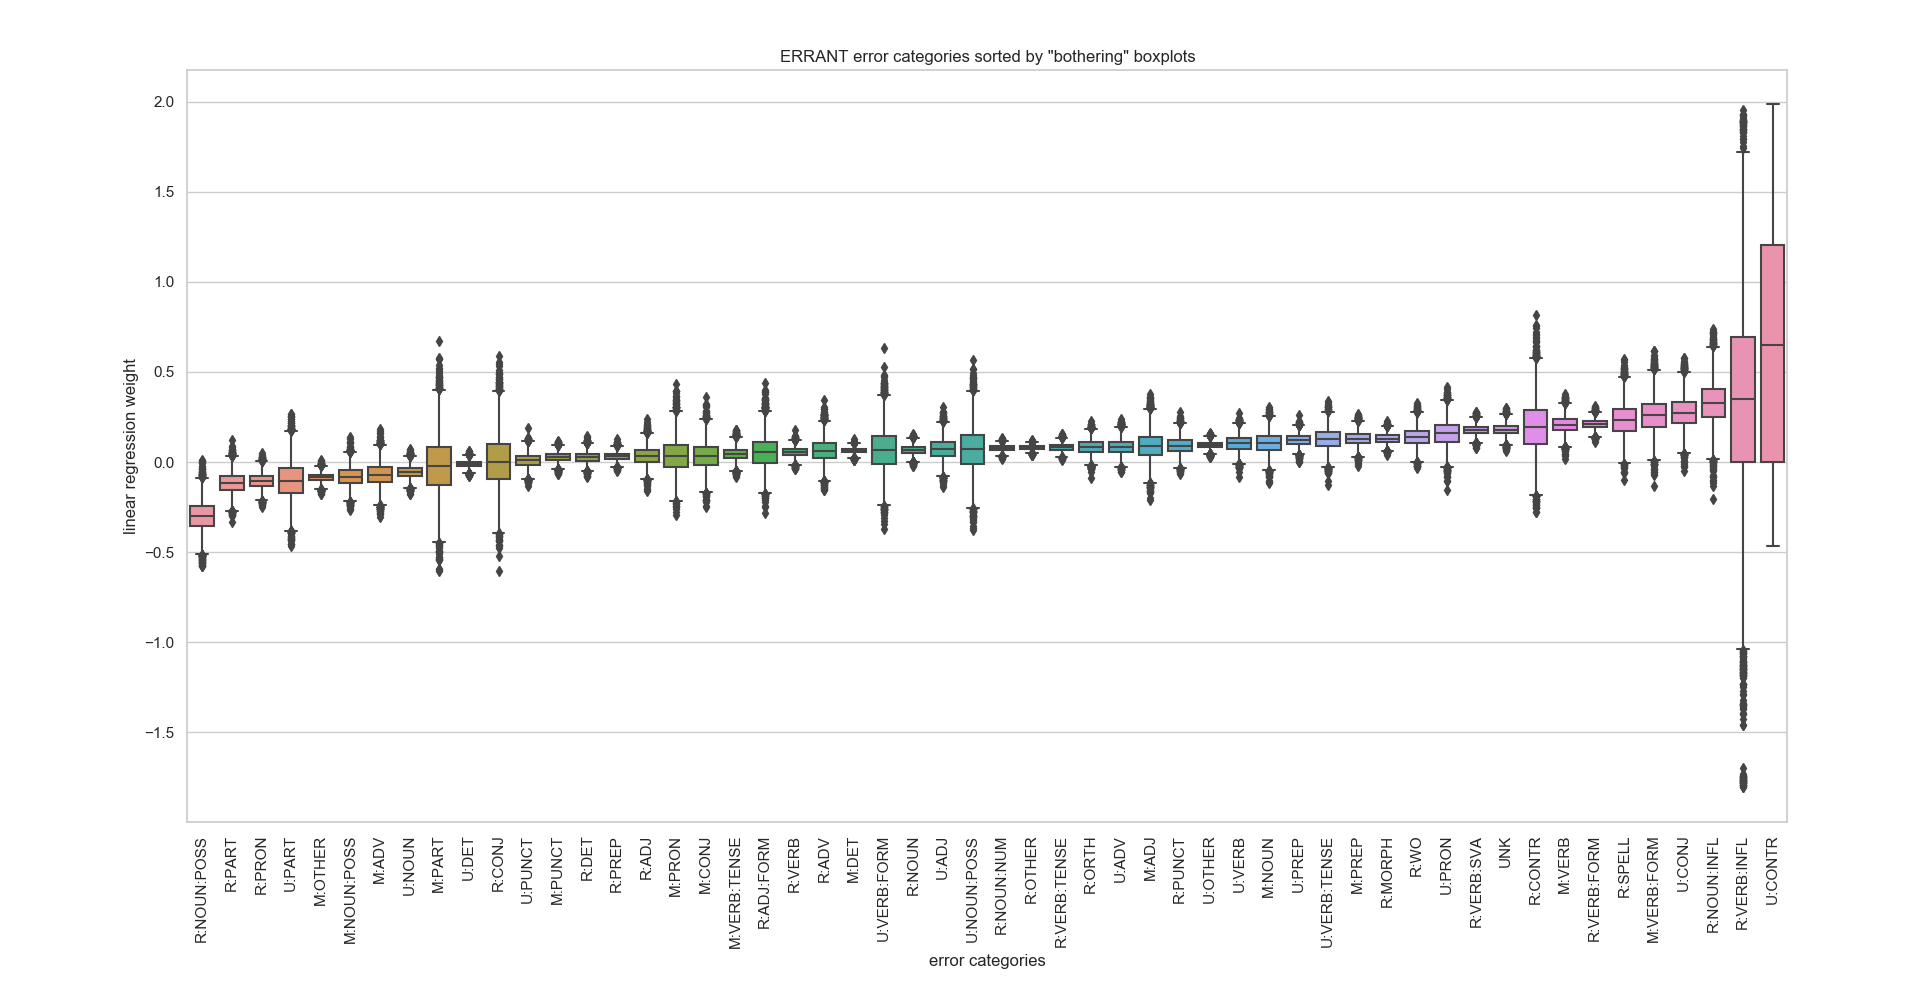 ERRANT error categories sorted by "bothering" boxplots
2.0
1.5
1.0
0.5
0.0
−0.5
−1.0
−1.5
linear regression weight
R:NOUN:POSS
R:PART
R:PRON
U:PART
M:OTHER
M:NOUN:POSS
M:ADV
U:NOUN
M:PART
U:DET
R:CONJ
U:PUNCT
M:PUNCT
R:DET
R:PREP
R:ADJ
M:PRON
M:CONJ
M:VERB:TENSE
R:ADJ:FORM
R:VERB
R:ADV
M:DET
U:VERB:FORM
R:NOUN
U:ADJ
U:NOUN:POSS
R:NOUN:NUM
R:OTHER
R:VERB:TENSE
R:ORTH
U:ADV
M:ADJ
R:PUNCT
U:OTHER
U:VERB
M:NOUN
U:PREP
U:VERB:TENSE
M:PREP
R:MORPH
R:WO
U:PRON
R:VERB:SVA
UNK
R:CONTR
M:VERB
R:VERB:FORM
R:SPELL
M:VERB:FORM
U:CONJ
R:NOUN:INFL
R:VERB:INFL
U:CONTR
error categories